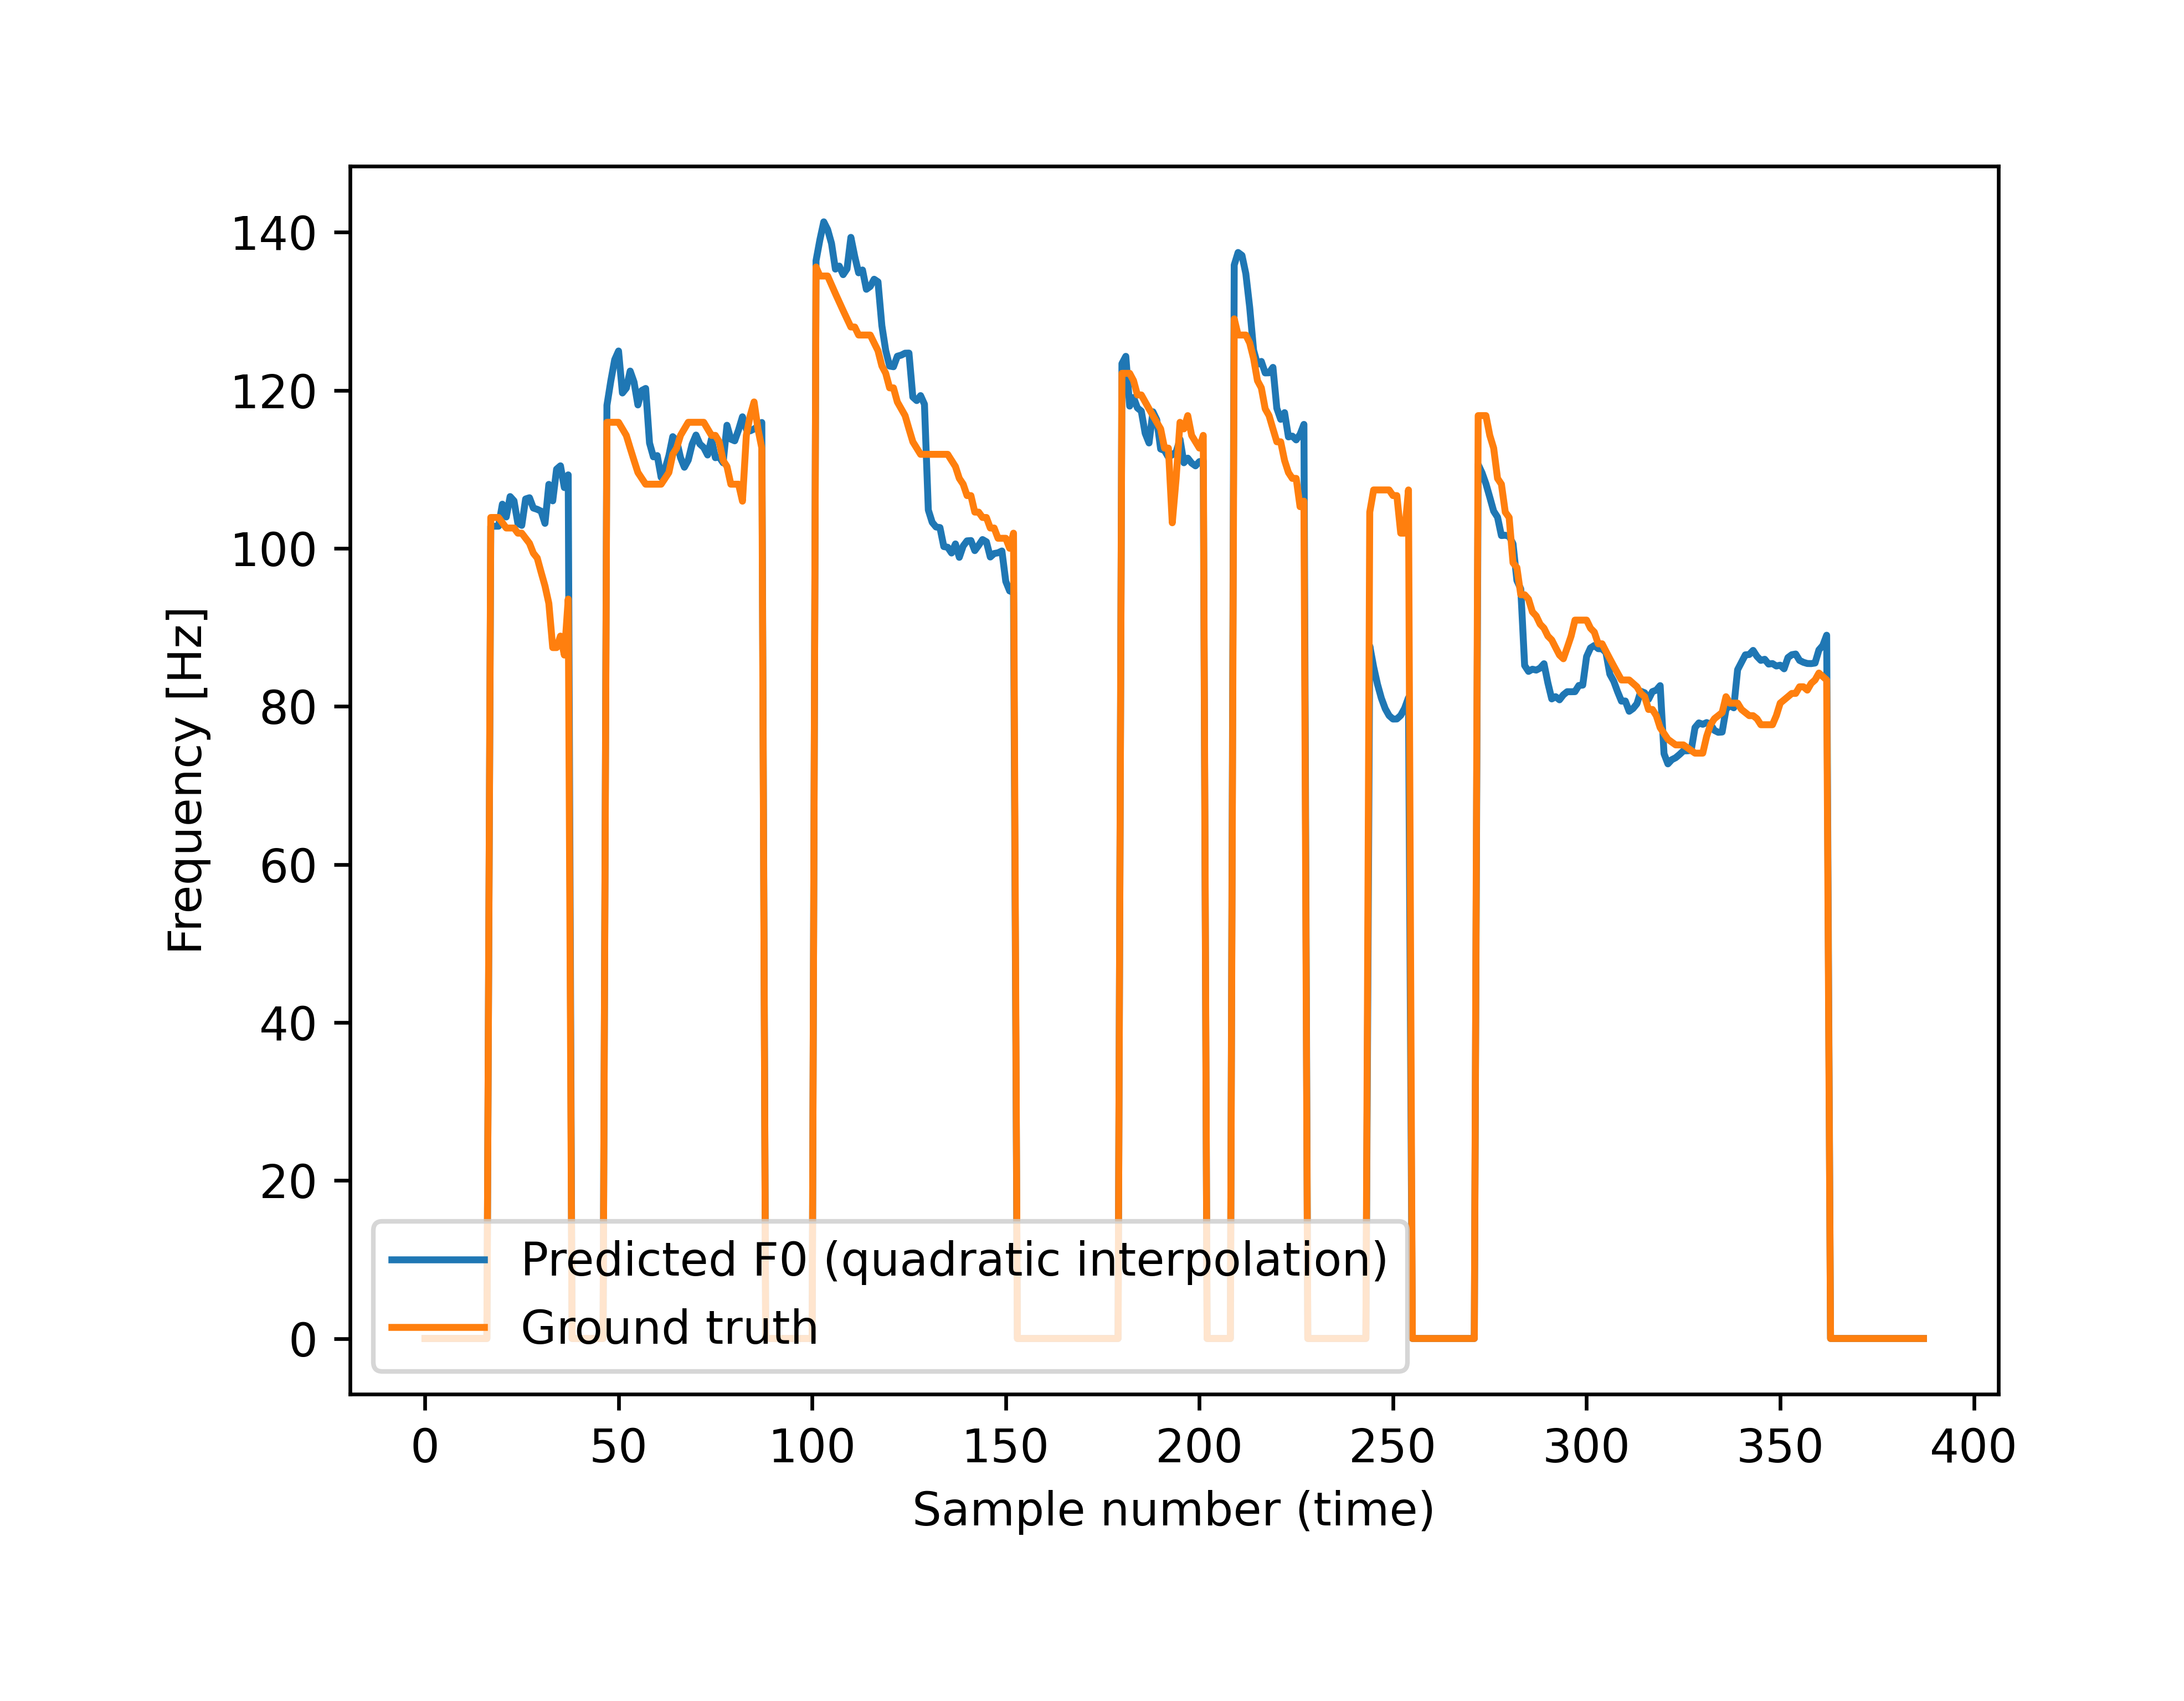 140
120
100
80
60
40
20
0
Frequency [Hz]
Predicted F0 (quadratic interpolation)
Ground truth
0 50 100 150 200 250 300 350 400
Sample number (time)